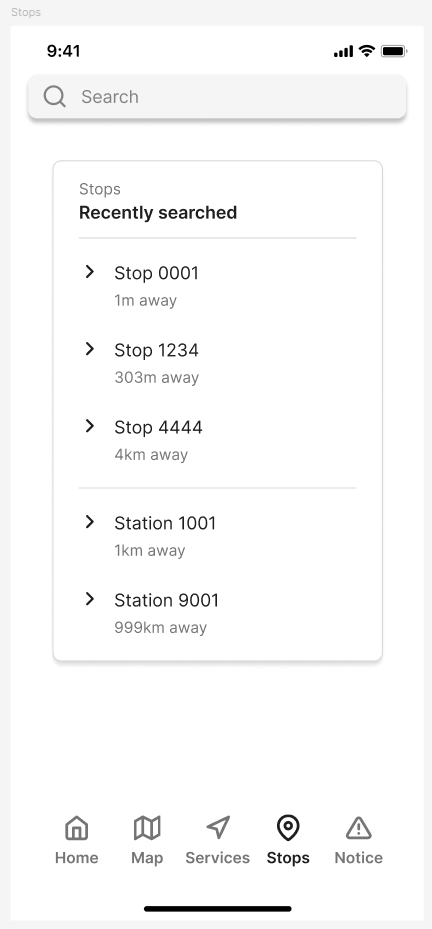 Stops
9:41
Search
Stops
Recently searched
Stop 0001
1m away
Stop 1234
303m away
Stop 4444
4km away
Station 1001
1km away
Station 9001
999km away
Home Map Services Stops Notice